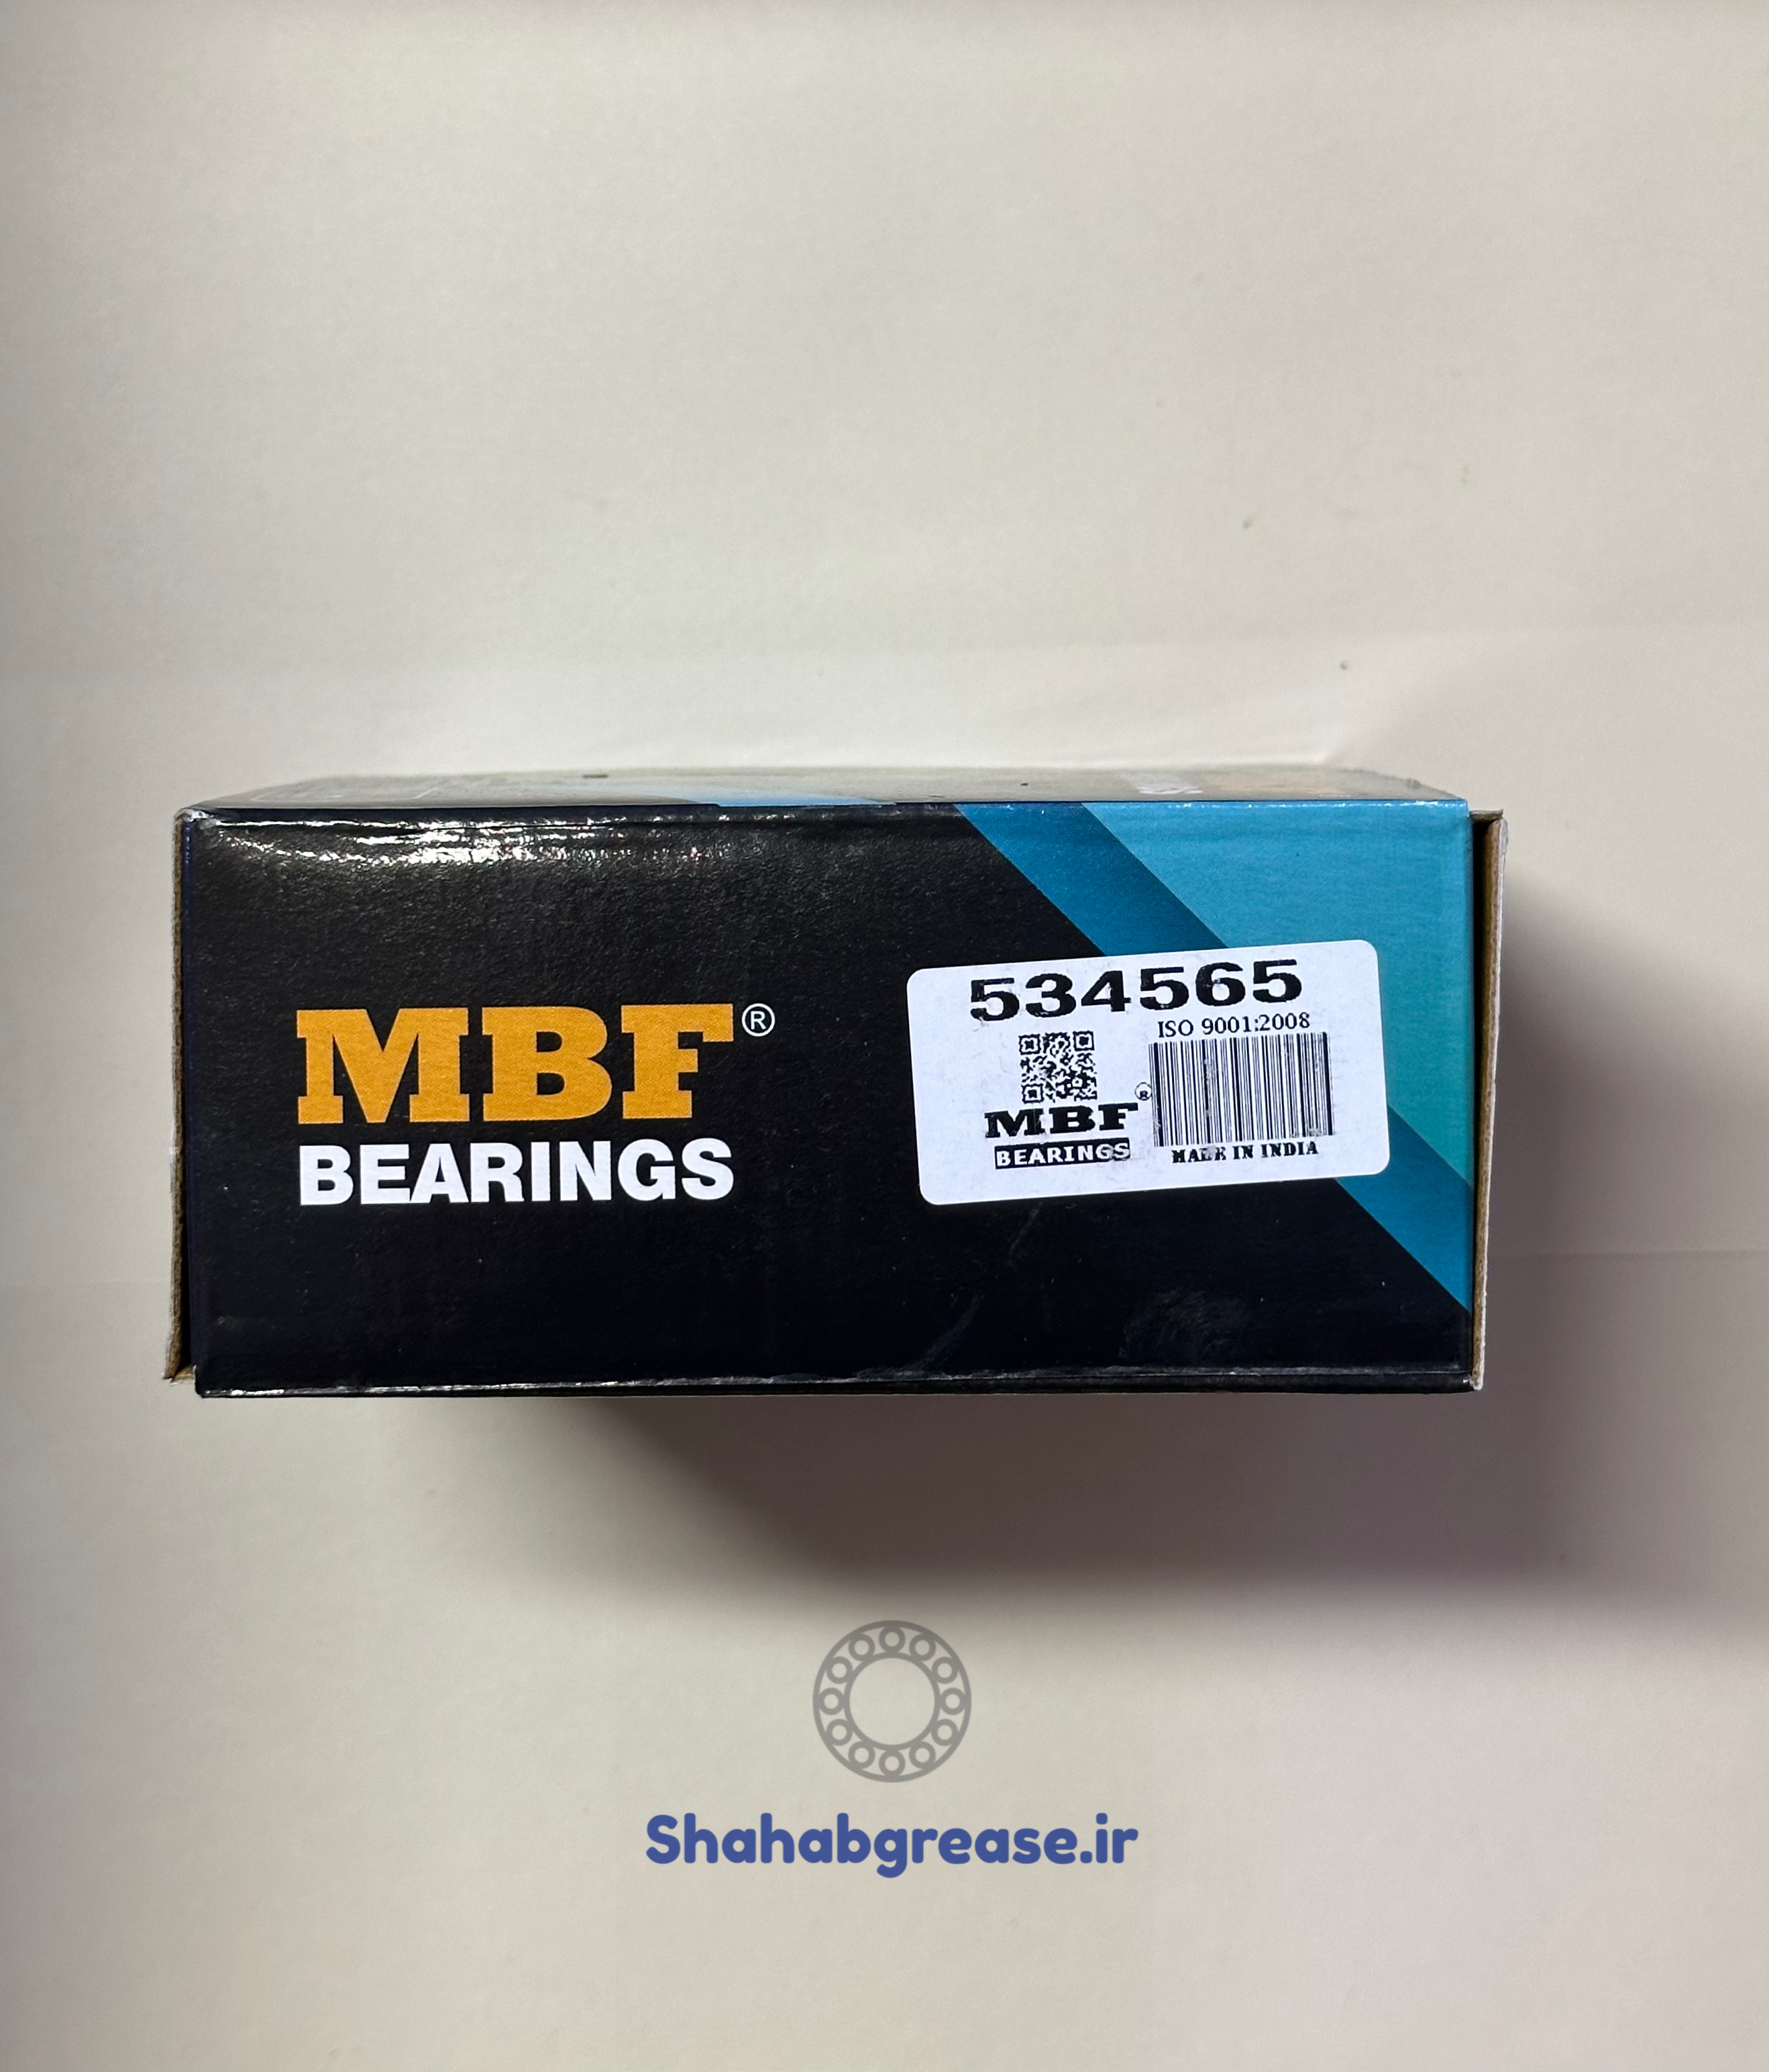 MBF®
BEARINGS
534565
ISO 9001:2008
MBF®
BEARINGS
MADE IN INDIA
Shahabgrease.ir